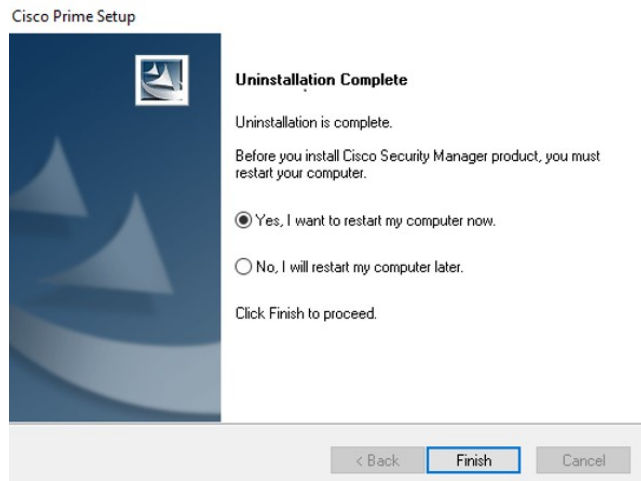 Cisco Prime Setup
Uninstallation Complete
Uninstallation is complete.
Before you install Cisco Security Manager product, you must
restart your computer.
Yes, I want to restart my computer now.
No, I will restart my computer later.
Click Finish to proceed.
< Back
Finish
Cancel